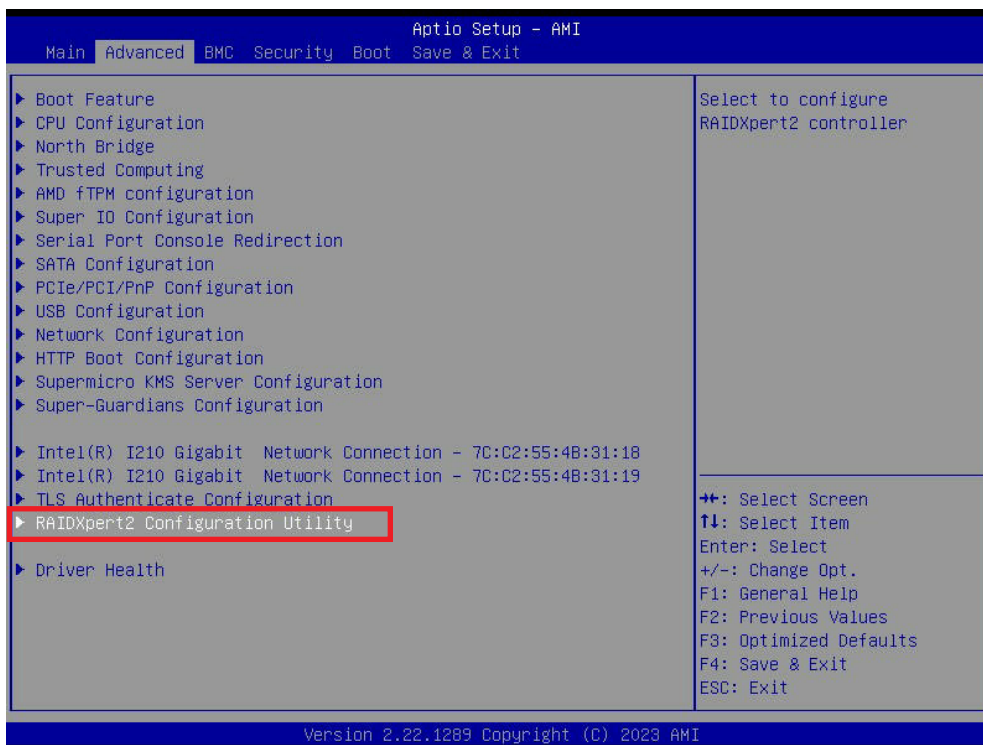 Aptio Setup – AMI
Main Advanced BMC Security Boot Save & Exit
Boot Feature
CPU Configuration
North Bridge
Trusted Computing
AMD fTPM configuration
Super IO Configuration
Serial Port Console Redirection
SATA Configuration
PCIe/PCI/PnP Configuration
USB Configuration
Network Configuration
HTTP Boot Configuration
Supermicro KMS Server Configuration
Super-Guardians Configuration
Intel(R) I210 Gigabit  Network Connection - 7C:C2:55:4B:31:18
Intel(R) I210 Gigabit  Network Connection - 7C:C2:55:4B:31:19
TLS Authenticate Configuration
RAIDXpert2 Configuration Utility
Driver Health
Select to configure
RAIDXpert2 controller
→←: Select Screen
↑↓: Select Item
Enter: Select
+/-: Change Opt.
F1: General Help
F2: Previous Values
F3: Optimized Defaults
F4: Save & Exit
ESC: Exit
Version 2.22.1289 Copyright (C) 2023 AMI